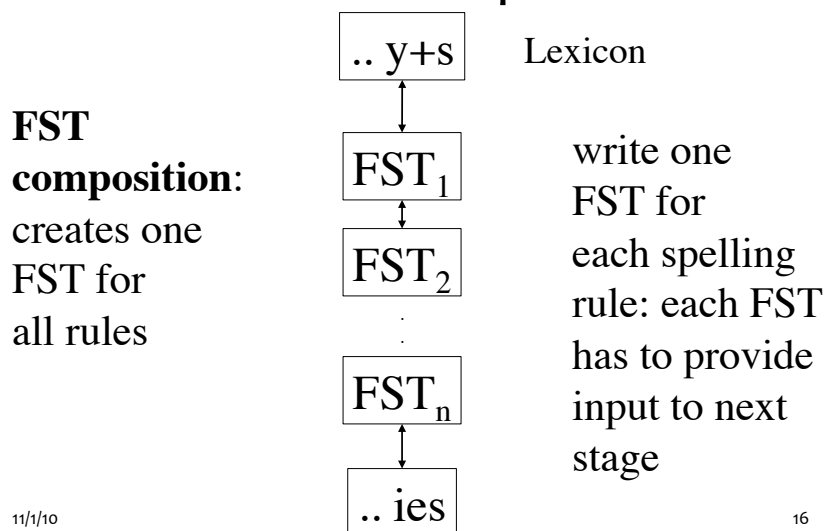 .. y+s
Lexicon
FST
composition:
creates one
FST for
all rules
FST₁
FST₂
.
.
FSTₙ
.. ies
write one
FST for
each spelling
rule: each FST
has to provide
input to next
stage
11/1/10
16